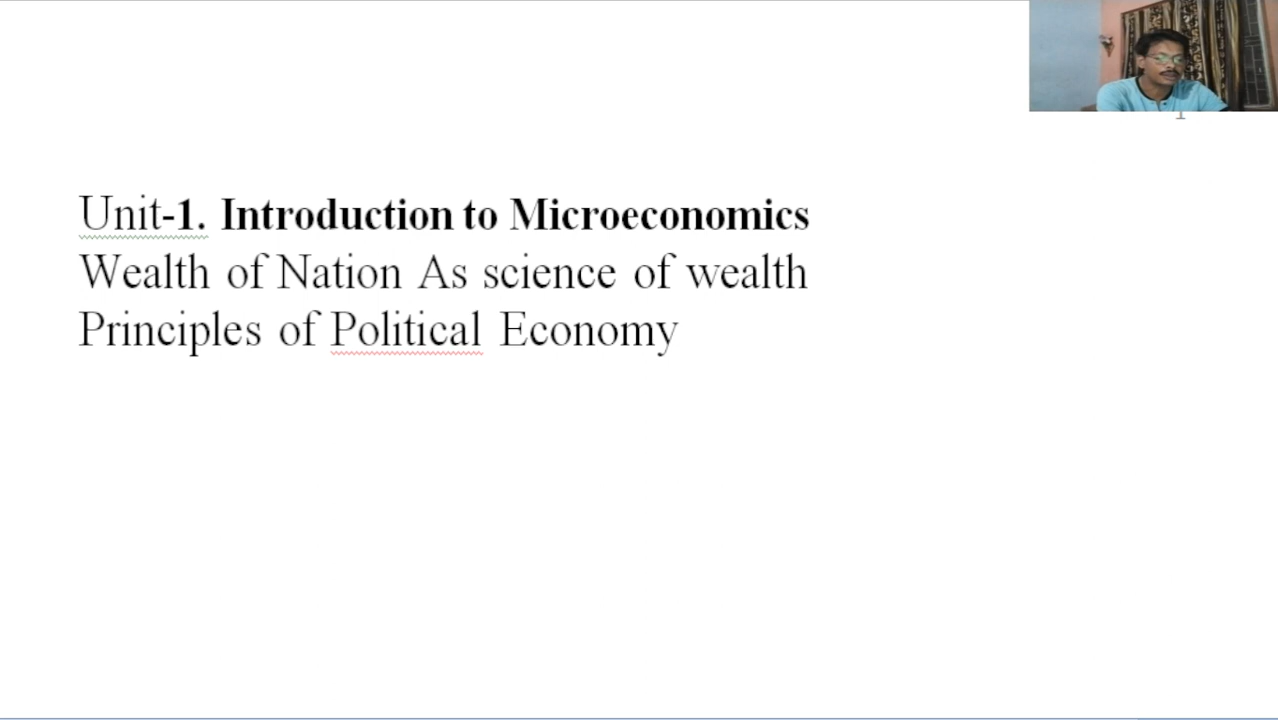 Unit-1. Introduction to Microeconomics
Wealth of Nation As science of wealth
Principles of Political Economy